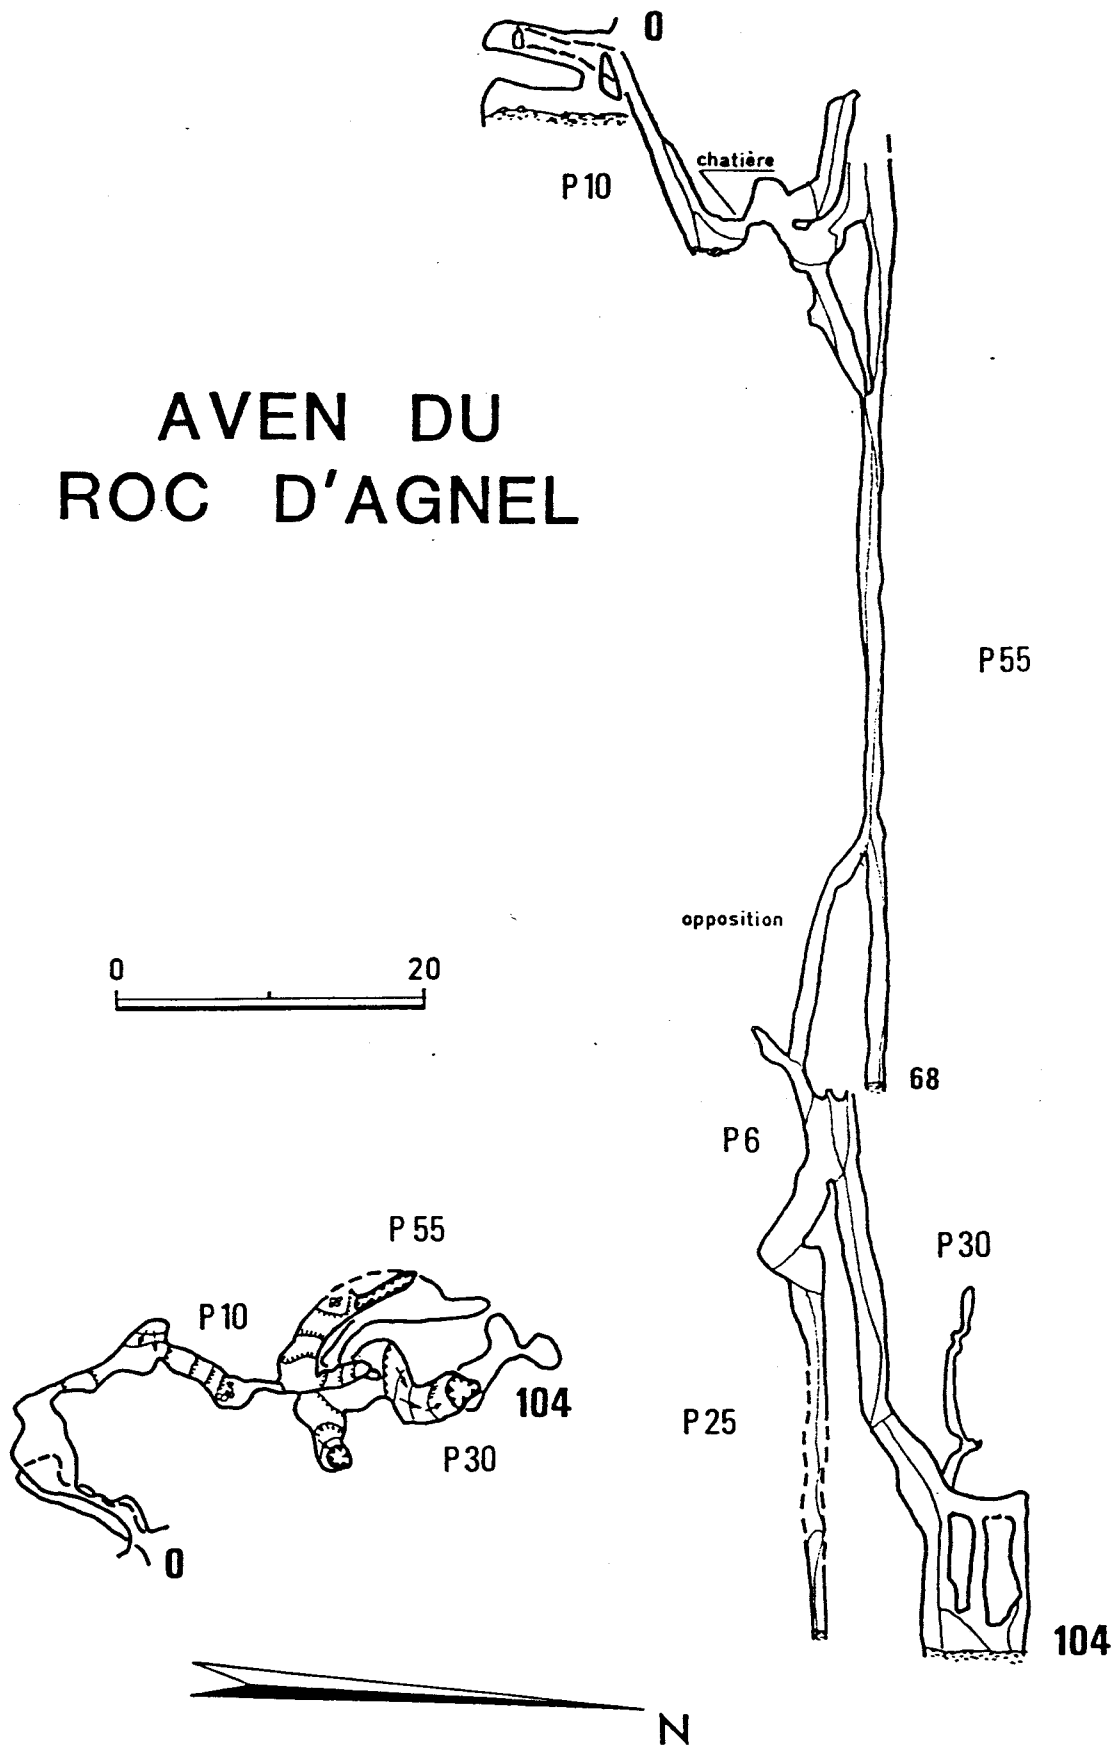 0
chatière
P10
AVEN DU
ROC D'AGNEL
P55
opposition
0 20
68
P6
P55
P30
P10
P25
104
P30
0
104
N